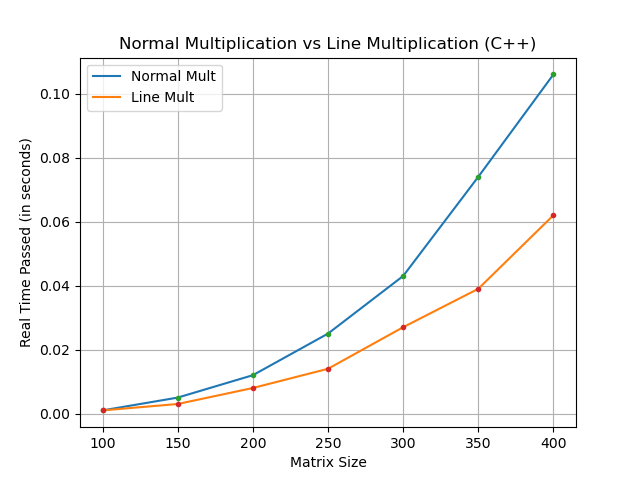 Normal Multiplication vs Line Multiplication (C++)
Normal Mult
Line Mult
Real Time Passed (in seconds)
0.10
0.08
0.06
0.04
0.02
0.00
100 150 200 250 300 350 400
Matrix Size